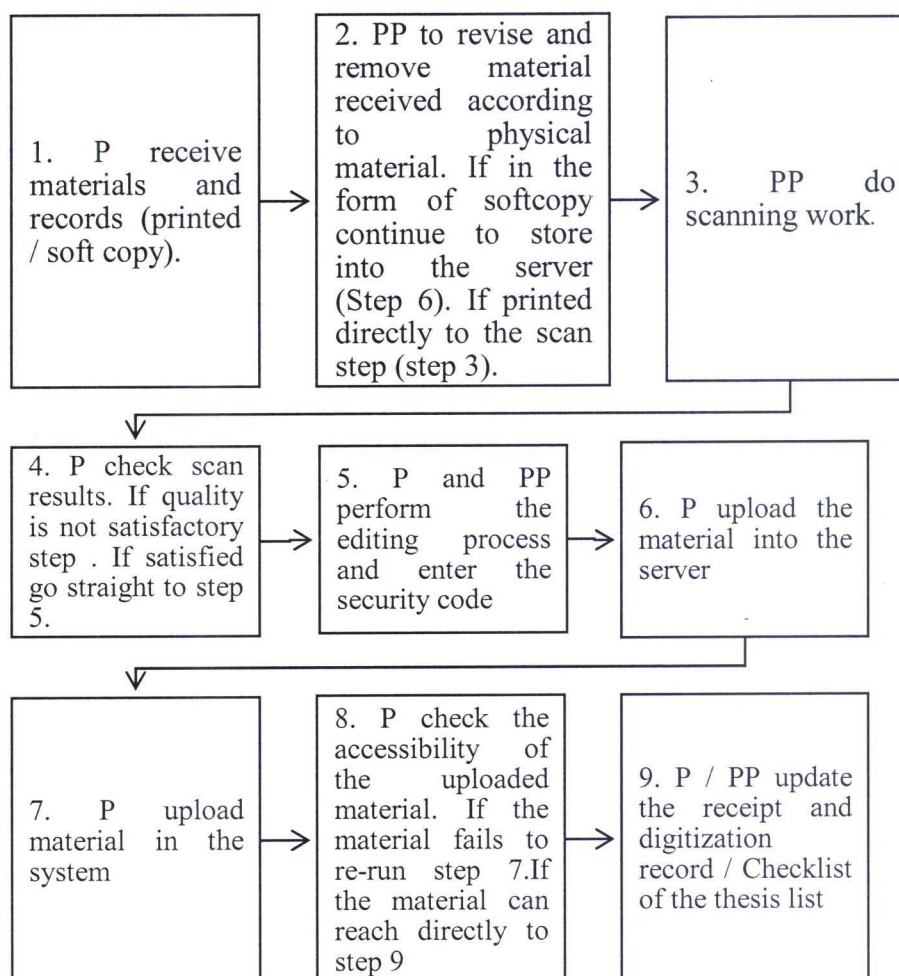 1. P receive
materials and
records (printed
/ soft copy).
2. PP to revise and
remove material
received according
to physical
material. If in the
form of softcopy
continue to store
into the server
(Step 6). If printed
directly to the scan
step (step 3).
3. PP do
scanning work.
4. P check scan
results. If quality
is not satisfactory
step . If satisfied
go straight to step
5.
5. P and PP
perform the
editing process
and enter the
security code
6. P upload the
material into the
server
7. P upload
material in the
system
8. P check the
accessibility of
the uploaded
material. If the
material fails to
re-run step 7.If
the material can
reach directly to
step 9
9. P / PP update
the receipt and
digitization
record / Checklist
of the thesis list